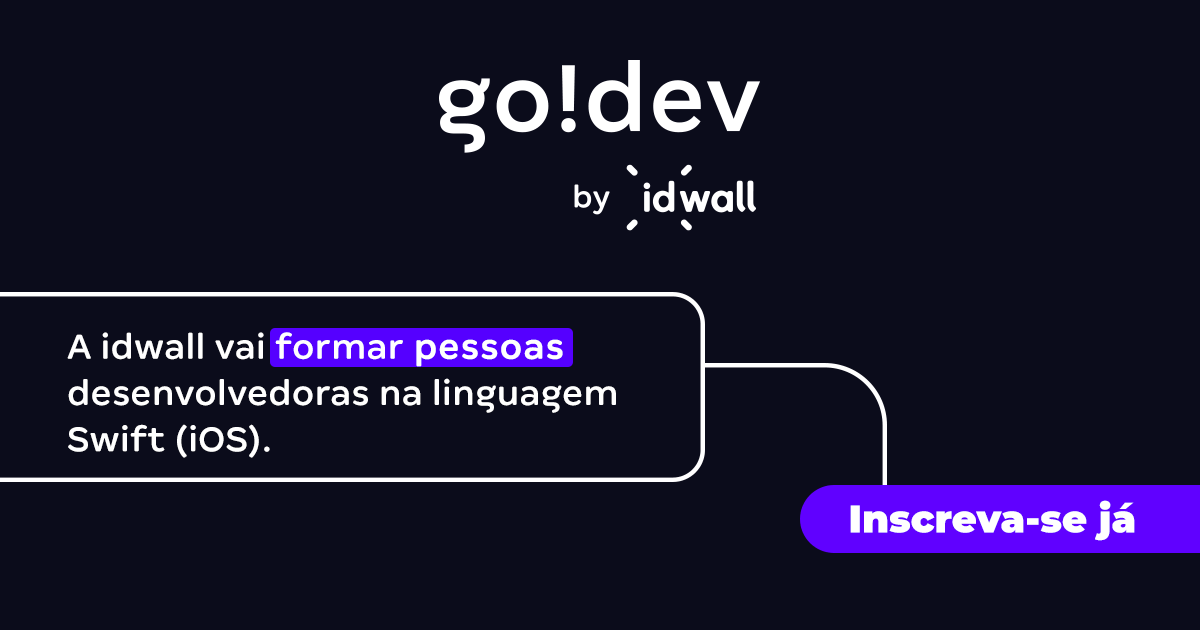 go!dev
by idwall
A idwall vai formar pessoas
desenvolvedoras na linguagem
Swift (iOS).
Inscreva-se já